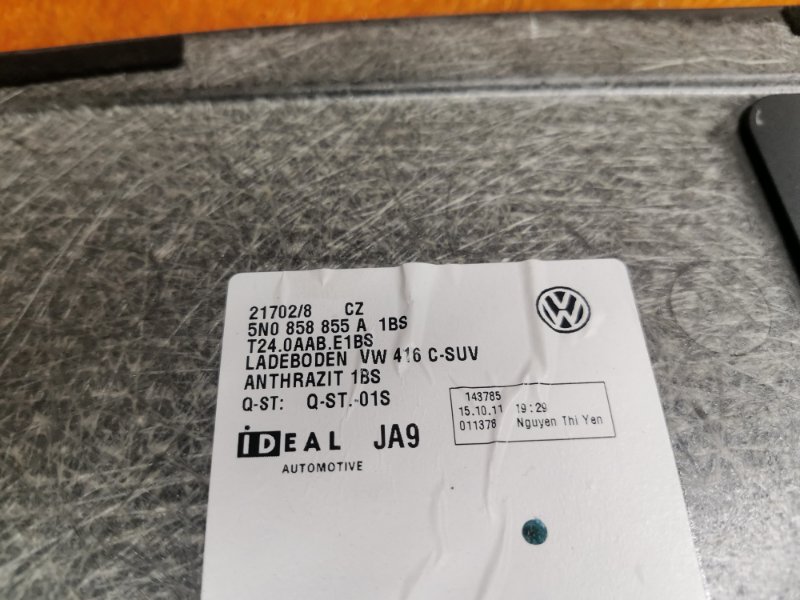 21702/8 CZ
5N0 858 855 A 1BS
T24.0AAB.E1BS
LADEBODEN VW 416 C-SUV
ANTHRAZIT 1BS
Q-ST: Q-ST.-01S
iDEAL JA9
AUTOMOTIVE
143785
15.10.11 19:29
011378 Nguyen Thi Yen
VW